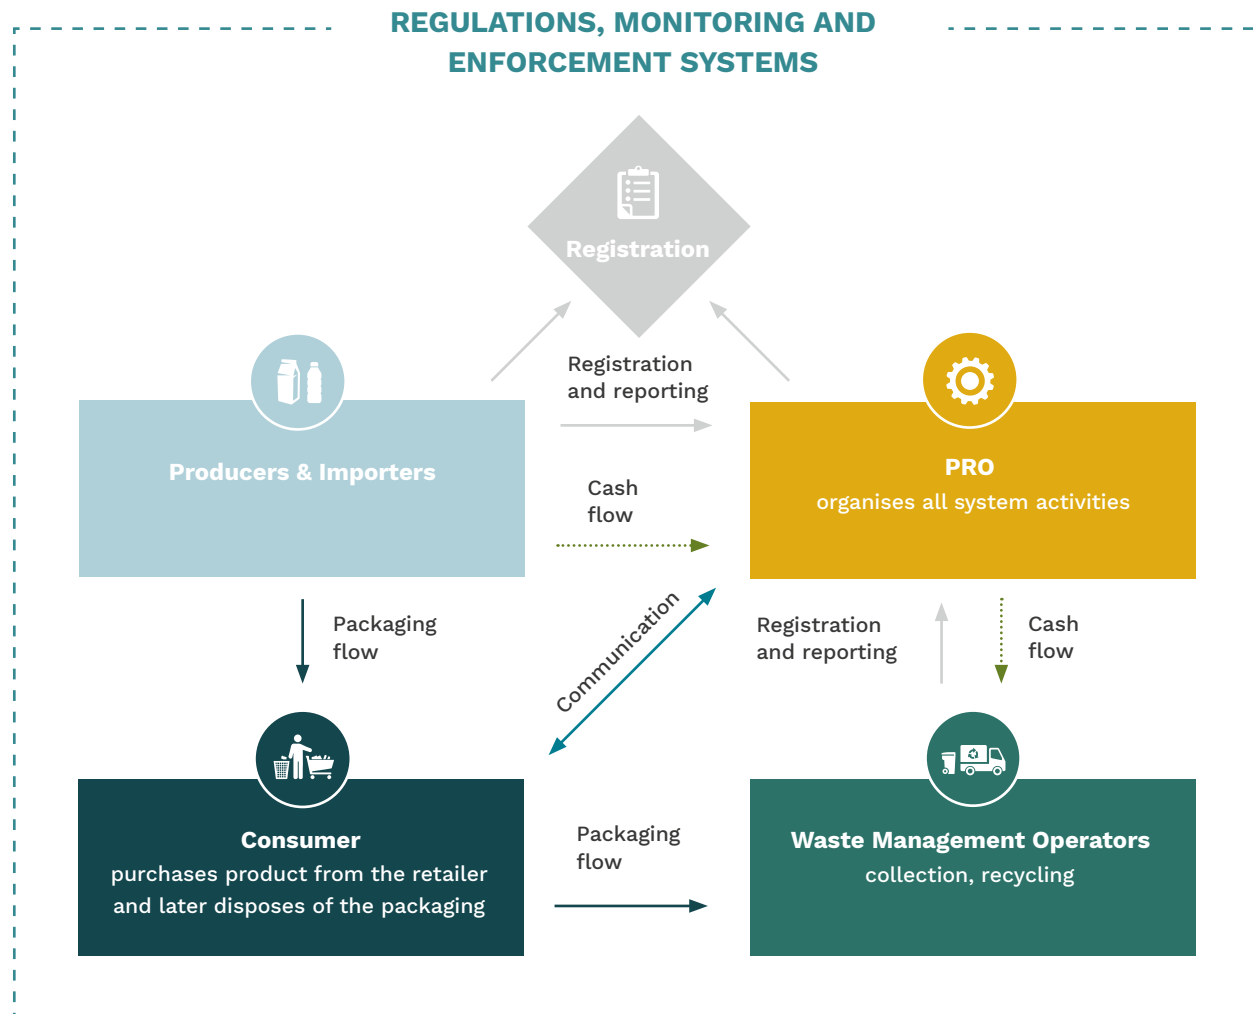 REGULATIONS, MONITORING AND
ENFORCEMENT SYSTEMS
Registration
Registration
and reporting
Producers & Importers
Cash
flow
PRO
organises all system activities
Packaging
flow
Communication
Registration
and reporting
Cash
flow
Consumer
purchases product from the retailer
and later disposes of the packaging
Packaging
flow
Waste Management Operators
collection, recycling